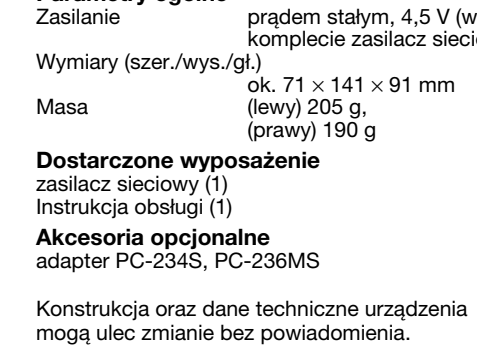 Zasilanie prądem stałym, 4,5 V (w
komplecie zasilacz
Wymiary (szer./wys./gł.)
ok. 71 × 141 × 91 mm
Masa (lewy) 205 g,
(prawy) 190 g
Dostarczone wyposażenie
zasilacz sieciowy (1)
Instrukcja obsługi (1)
Akcesoria opcjonalne
adapter PC-234S, PC-236MS
Konstrukcja oraz dane techniczne urządzenia
mogą ulec zmianie bez powiadomienia.